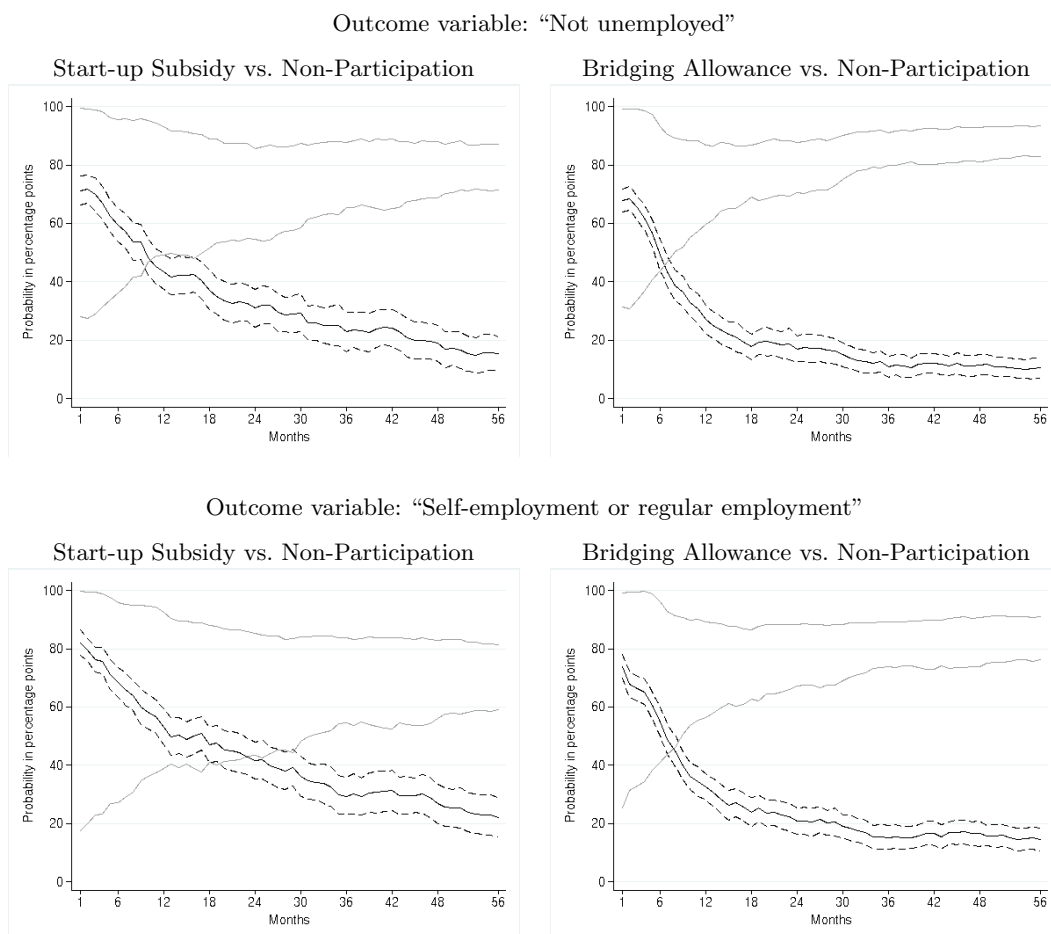 Outcome variable: “Not unemployed”
Start-up Subsidy vs. Non-Participation
Bridging Allowance vs. Non-Participation
Probability in percentage points
100
80
60
40
20
0
1 6 12 18 24 30 36 42 48 56
Months
Probability in percentage points
100
80
60
40
20
0
1 6 12 18 24 30 36 42 48 56
Months
Outcome variable: “Self-employment or regular employment”
Start-up Subsidy vs. Non-Participation
Bridging Allowance vs. Non-Participation
Probability in percentage points
100
80
60
40
20
0
1 6 12 18 24 30 36 42 48 56
Months
Probability in percentage points
100
80
60
40
20
0
1 6 12 18 24 30 36 42 48 56
Months